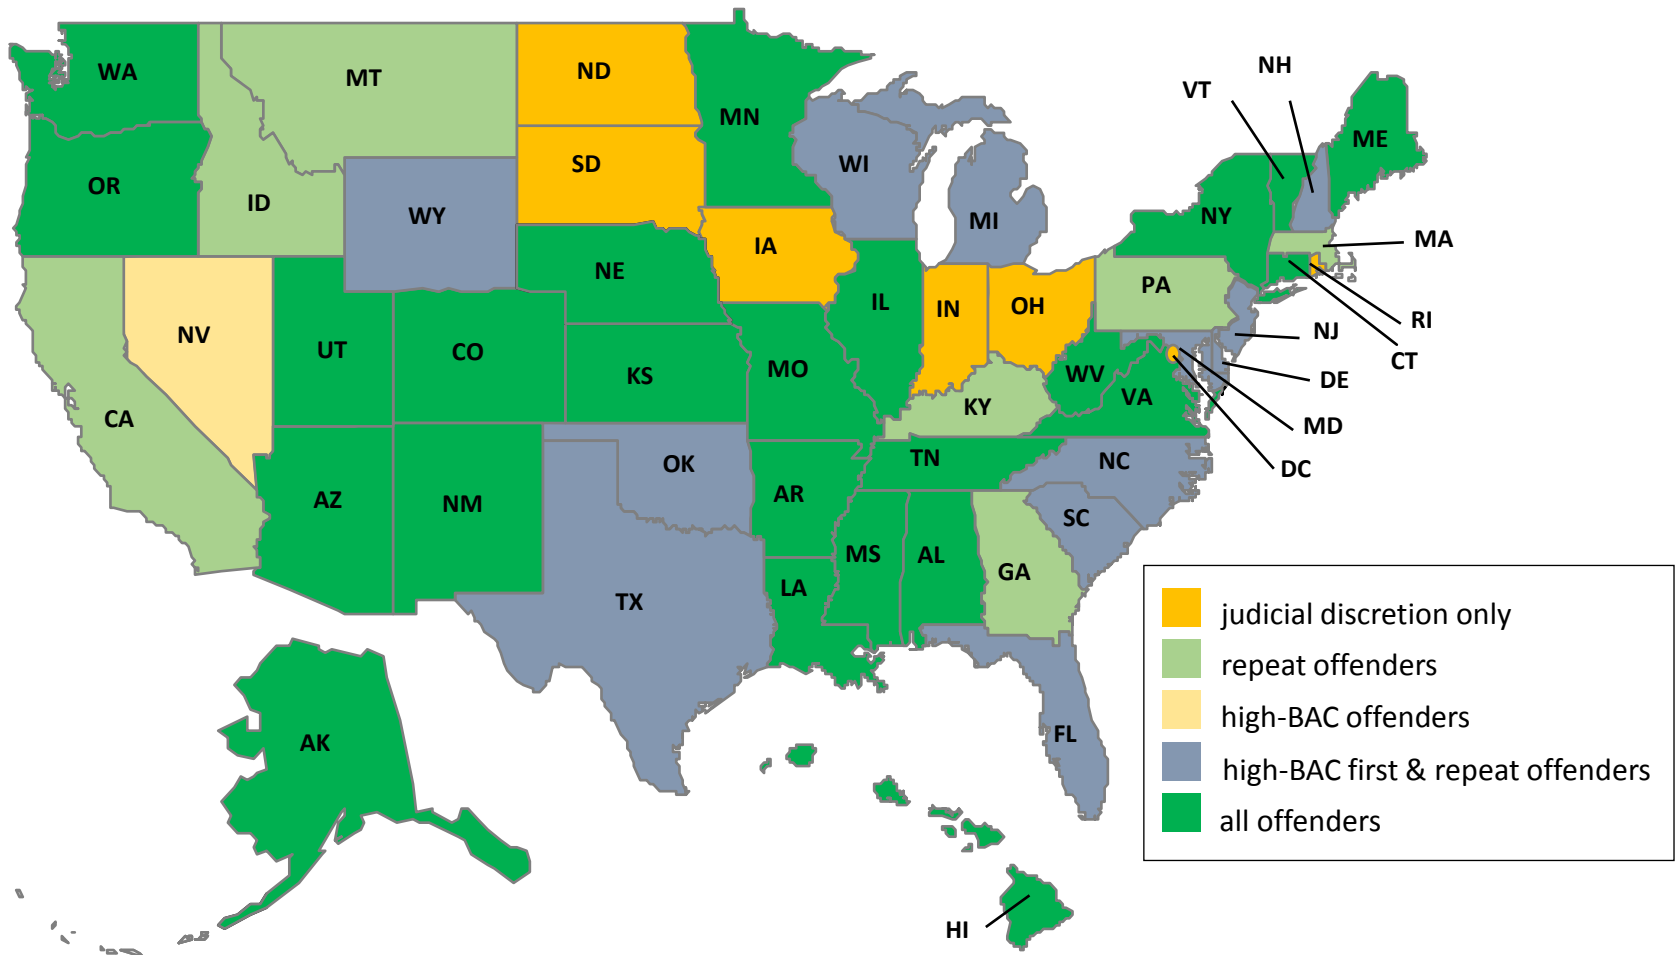 NH
VT
WA
MT
ND
MN
ME
WI
SD
OR
ID
WY
NY
MI
MA
IA
NE
PA
IL
IN
OH
NV
NJ
RI
UT
CO
CT
MO
KS
WV
DE
VA
CA
KY
MD
TN
NC
OK
DC
AR
AZ
NM
SC
MS
AL
GA
LA
TX
FL
AK
HI
judicial discretion only
repeat offenders
high-BAC offenders
high-BAC first & repeat offenders
all offenders